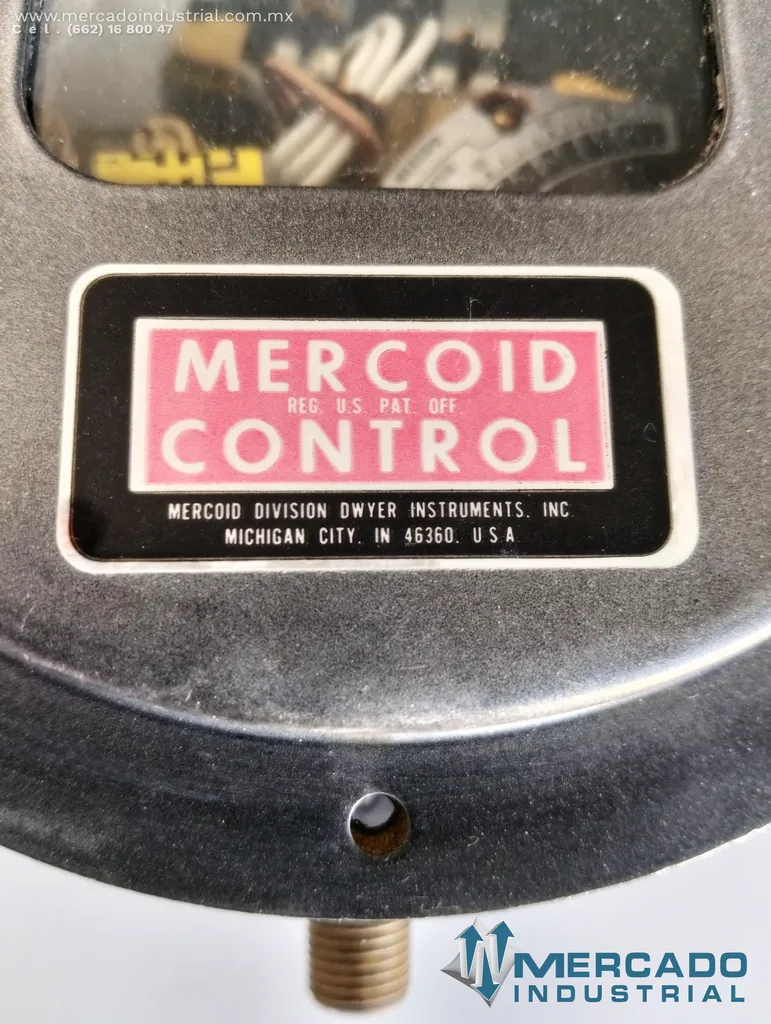 www.mercadoindustrial.com.mx
Cel. (662) 16 800 47
MERCOID
REG. U.S. PAT. OFF.
CONTROL
MERCOID DIVISION DWYER INSTRUMENTS, INC.
MICHIGAN CITY, IN 46360, U.S.A.
MERCADO
INDUSTRIAL